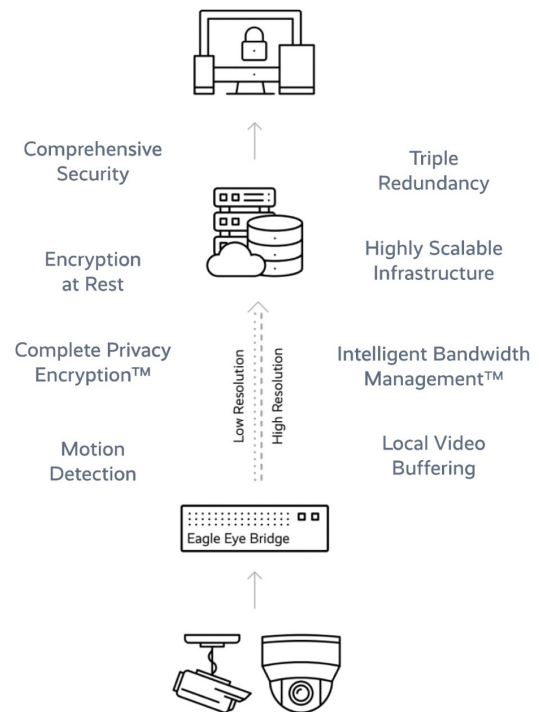 Comprehensive
Security
Triple
Redundancy
Encryption
at Rest
Highly Scalable
Infrastructure
Complete Privacy
Encryption™
Low Resolution
High Resolution
Intelligent Bandwidth
Management™
Motion
Detection
Local Video
Buffering
Eagle Eye Bridge